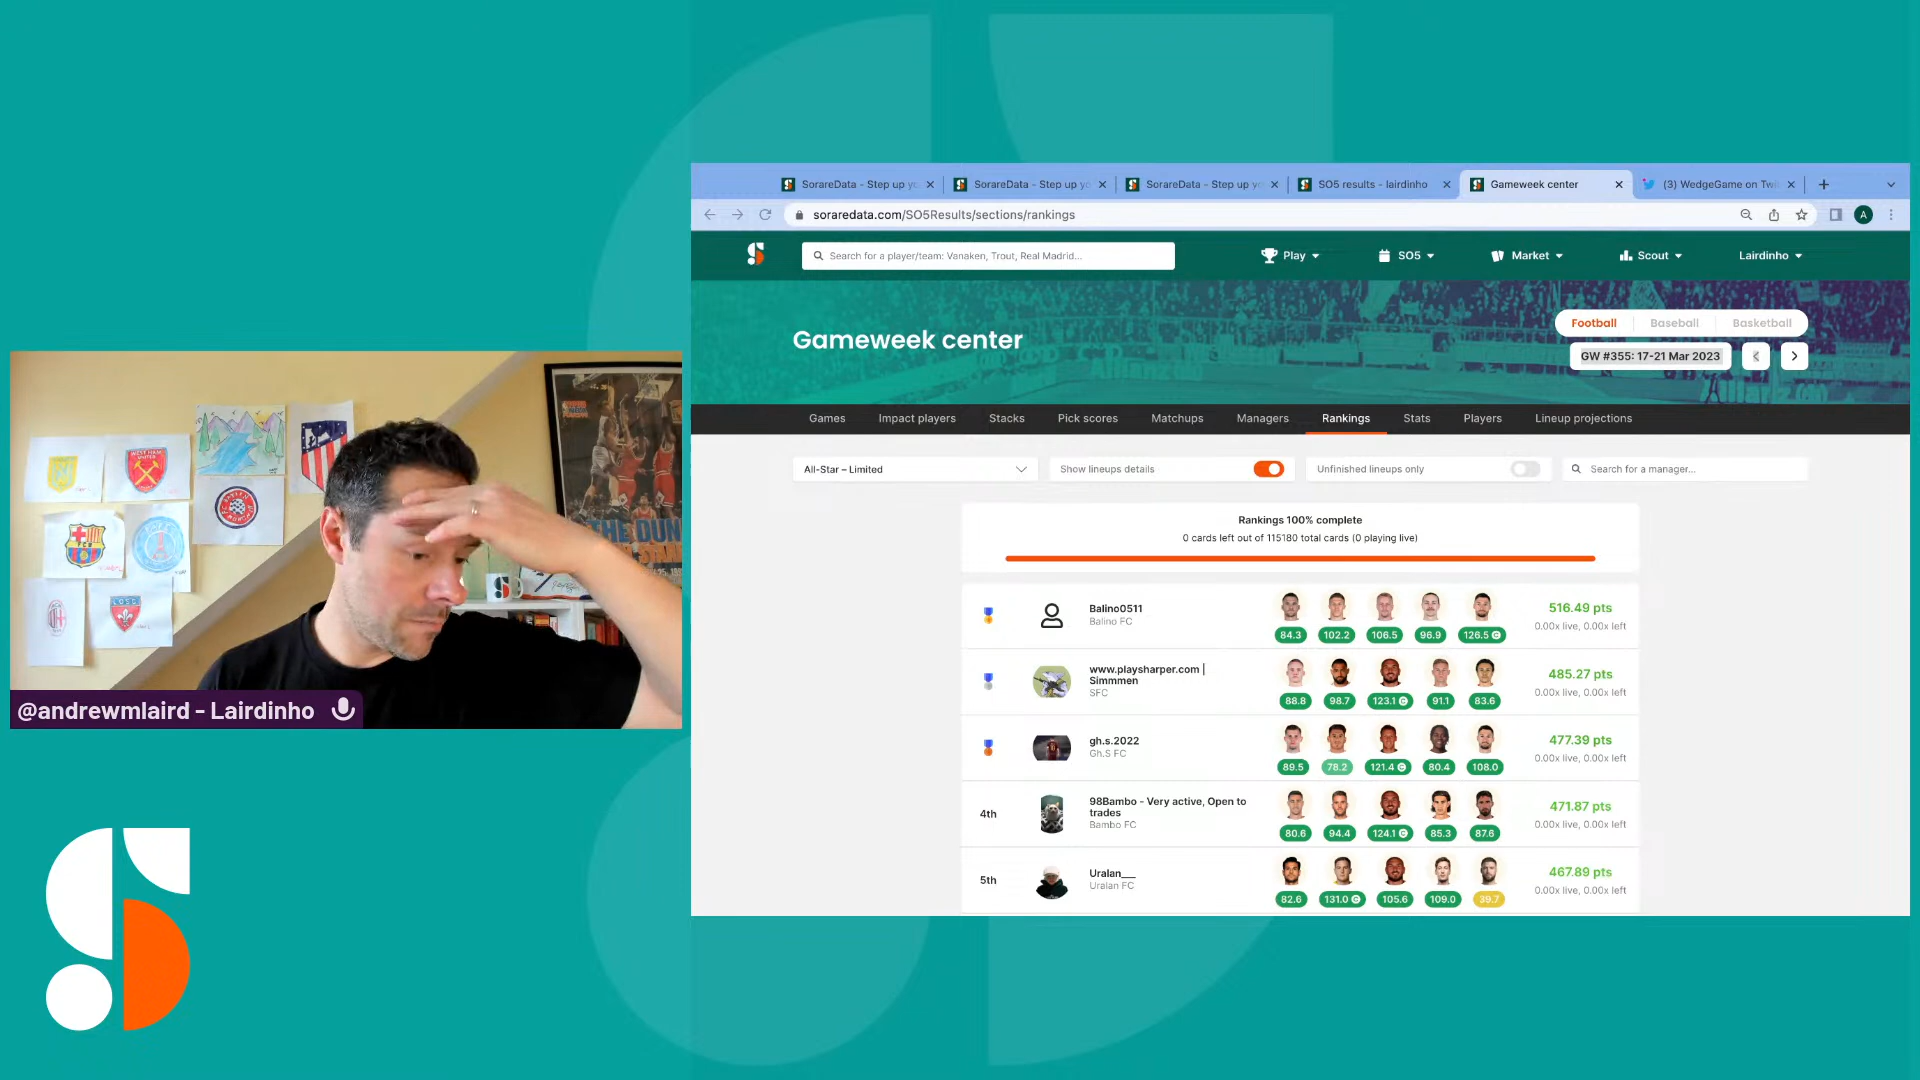 SorareData - Step up yo
SorareData - Step up yo
SorareData - Step up yo
SO5 results - lairdinho
Gameweek center
(3) WedgeGame on Twi
soraredata.com/SO5Results/sections/rankings
A
Search for a player/team: Vanaken, Trout, Real Madrid...
Play
SO5
Market
Scout
Lairdinho
Gameweek center
Football
Baseball
Basketball
GW #355: 17-21 Mar 2023
Games
Impact players
Stacks
Pick scores
Matchups
Managers
Rankings
Stats
Players
Lineup projections
All-Star – Limited
Show lineups details
Unfinished lineups only
Search for a manager...
Rankings 100% complete
0 cards left out of 115180 total cards (0 playing live)
Balino0511
Balino FC
84.3
102.2
106.5
96.9
126.5 C
516.49 pts
0.00x live, 0.00x left
www.playsharper.com |
Simmmen
SFC
88.8
98.7
123.1 C
91.1
83.6
485.27 pts
0.00x live, 0.00x left
gh.s.2022
Gh.S FC
89.5
78.2
121.4 C
80.4
108.0
477.39 pts
0.00x live, 0.00x left
4th
98Bambo - Very active, Open to
trades
Bambo FC
80.6
94.4
124.1 C
85.3
87.6
471.87 pts
0.00x live, 0.00x left
5th
Uralan___
Uralan FC
82.6
131.0 C
105.6
109.0
39.7
467.89 pts
0.00x live, 0.00x left
WEST HAM
UNITED
LOSC
THE DUN
@andrewmlaird - Lairdinho